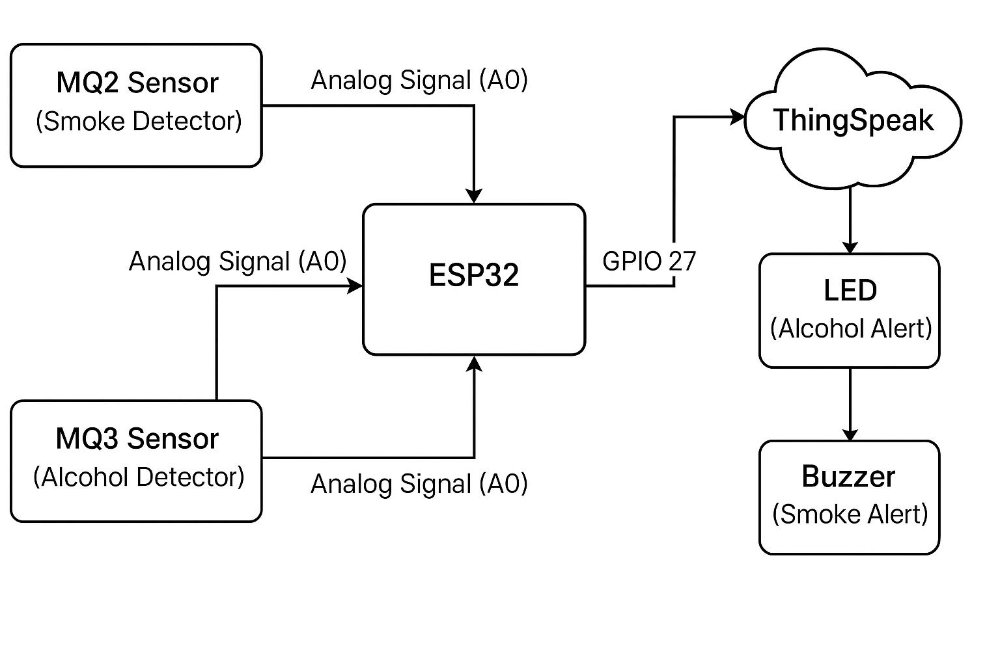 MQ2 Sensor
(Smoke Detector)
Analog Signal (A0)
ThingSpeak
Analog Signal (A0)
ESP32
GPIO 27
LED
(Alcohol Alert)
MQ3 Sensor
(Alcohol Detector)
Analog Signal (A0)
Buzzer
(Smoke Alert)